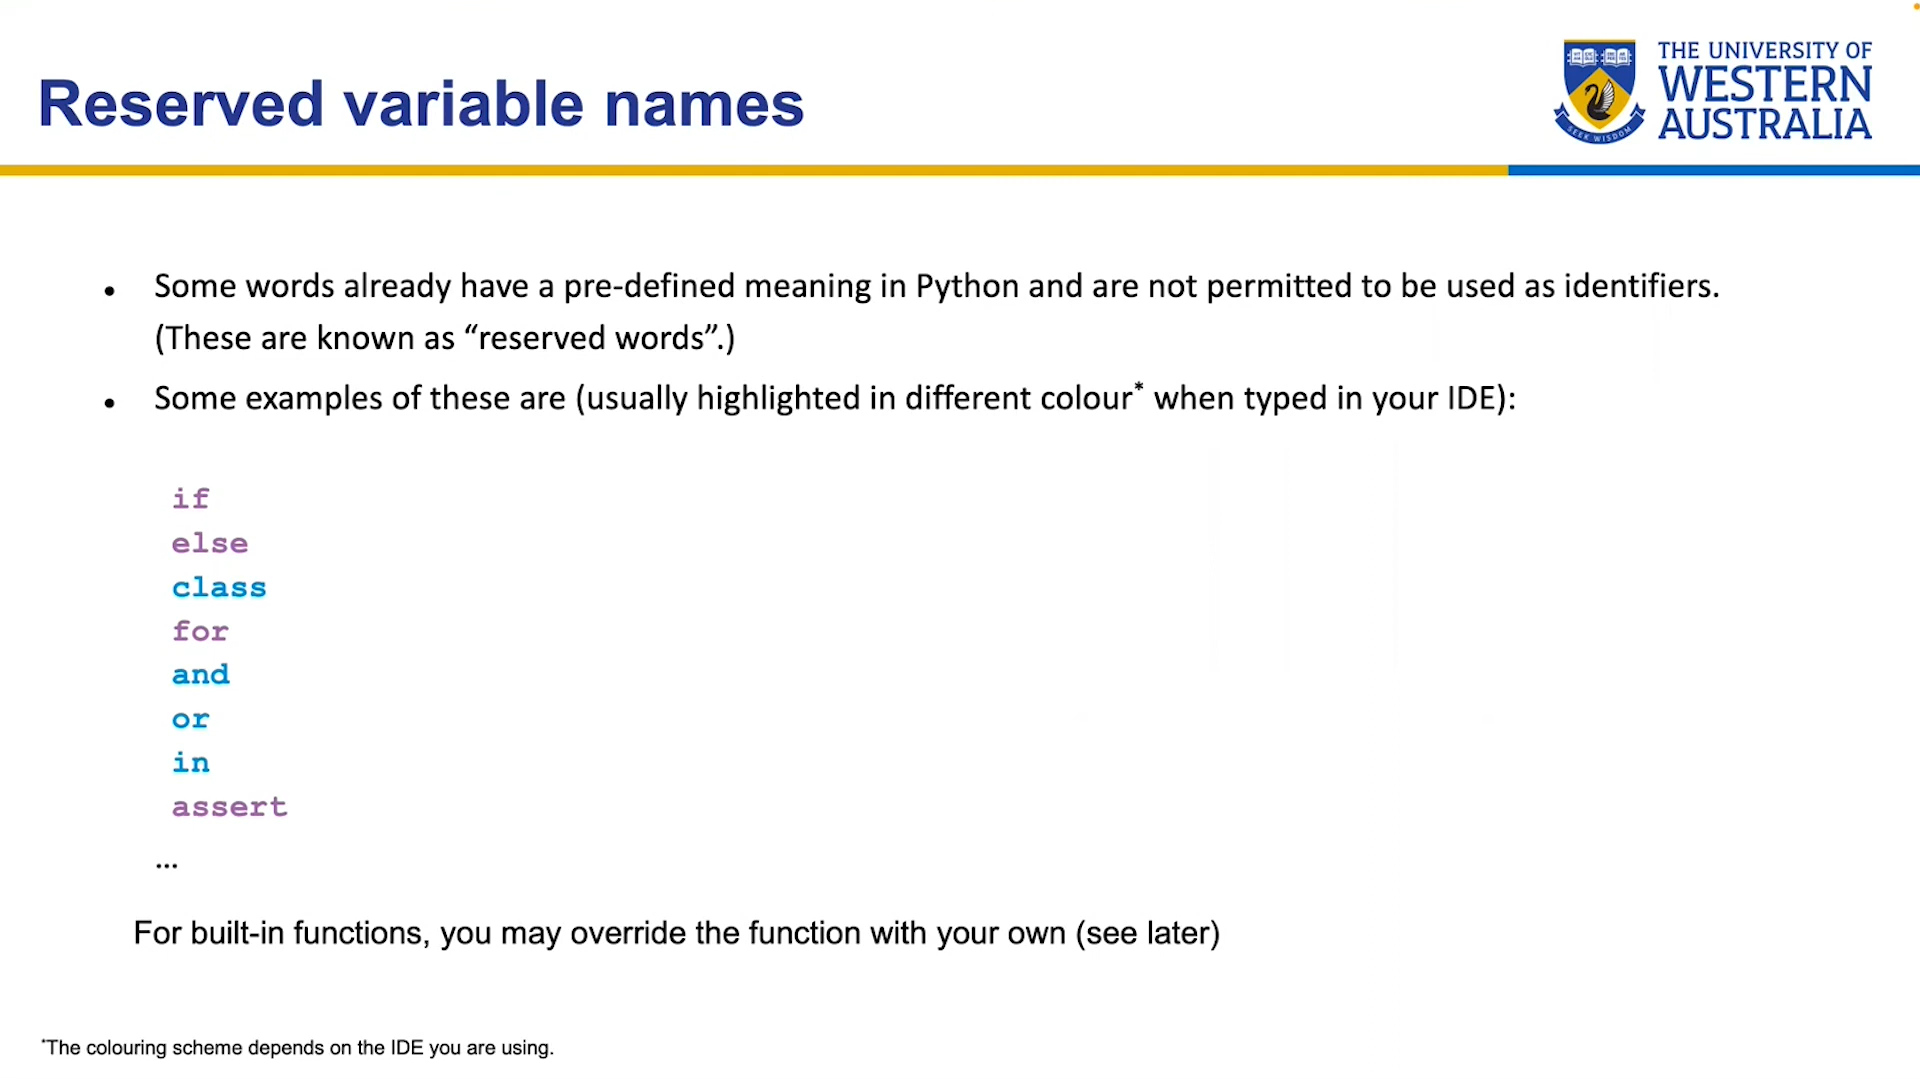 THE UNIVERSITY OF
WESTERN
AUSTRALIA
SEEK WISDOM
Reserved variable names
• Some words already have a pre-defined meaning in Python and are not permitted to be used as identifiers.
(These are known as “reserved words”.)
• Some examples of these are (usually highlighted in different colour* when typed in your IDE):
if
else
class
for
and
or
in
assert
...
For built-in functions, you may override the function with your own (see later)
*The colouring scheme depends on the IDE you are using.